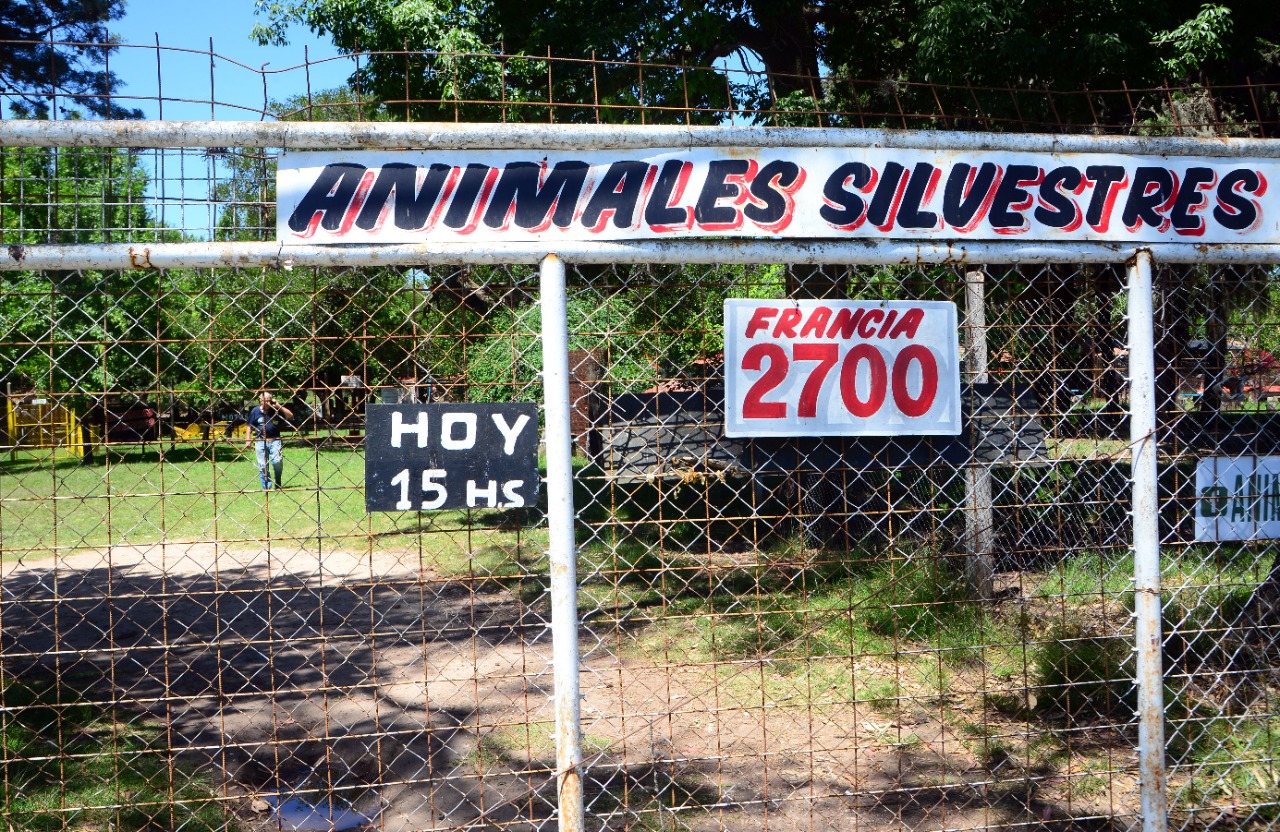 ANIMALES SILVESTRES
FRANCIA
2700
HOY
15 HS